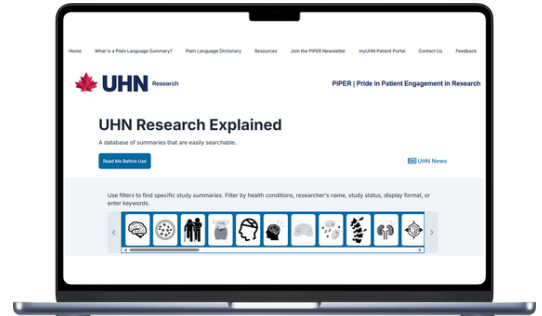 Home What is a Plain Language Summary? Plain Language Dictionary Resources Join the PiPER Newsletter myUHN Patient Portal Contact Us Feedback
UHN Research
PiPER | Pride in Patient Engagement in Research
UHN Research Explained
A database of summaries that are easily searchable.
Read Me Before Use
UHN News
Use filters to find specific study summaries. Filter by health conditions, researcher's name, study status, display format, or
enter keywords.